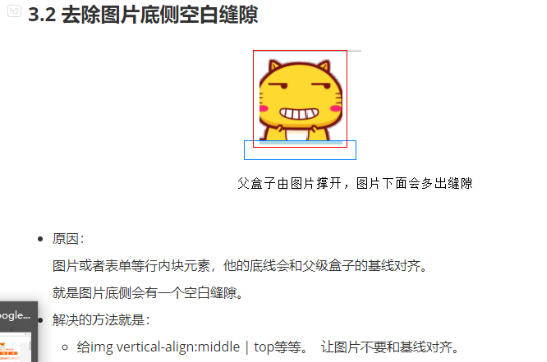 h3
3.2 去除图片底侧空白缝隙
父盒子由图片撑开，图片下面会多出缝隙
原因：
图片或者表单等行内块元素，他的底线会和父级盒子的基线对齐。
就是图片底侧会有一个空白缝隙。
oogle...
解决的方法就是：
给img vertical-align:middle | top等等。 让图片不要和基线对齐。